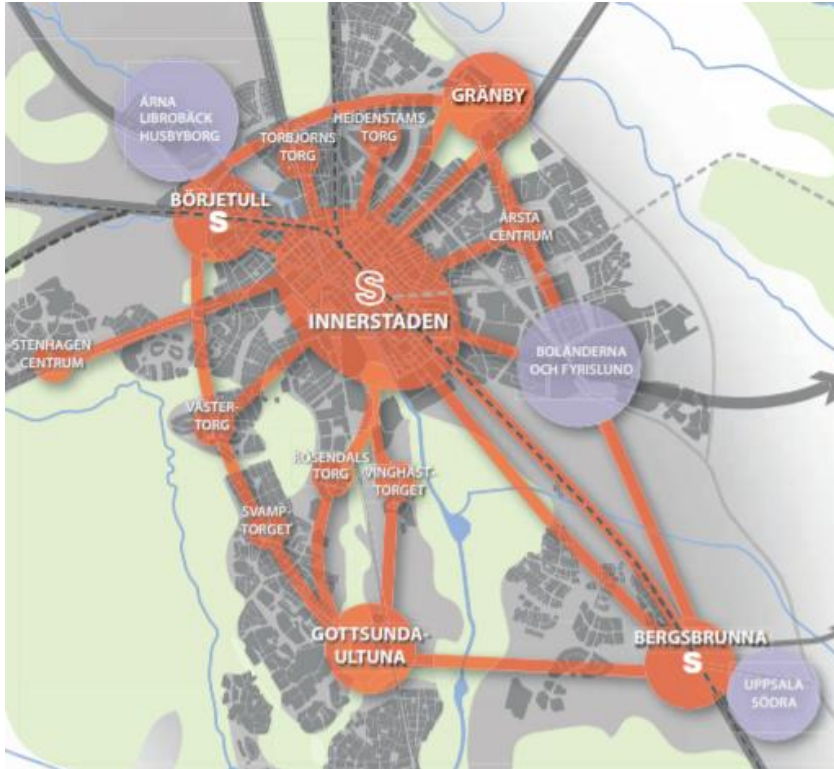 ÄRNA
LIBROBÄCK
HUSBYBORG
GRÄNBY
HEIDENSTAMS
TORG
TORBJÖRNS
TORG
BÖRJETULL
S
ÅRSTA
CENTRUM
S
INNERSTADEN
STENHAGEN
CENTRUM
BOLÄNDERNA
OCH FYRISLUND
VÄSTER-
TORG
ROSENDALS
TORG
VINGHÄST-
TORGET
SVAMP-
TORGET
GOTTSUNDA-
ULTUNA
BERGSBRUNNA
S
UPPSALA
SÖDRA